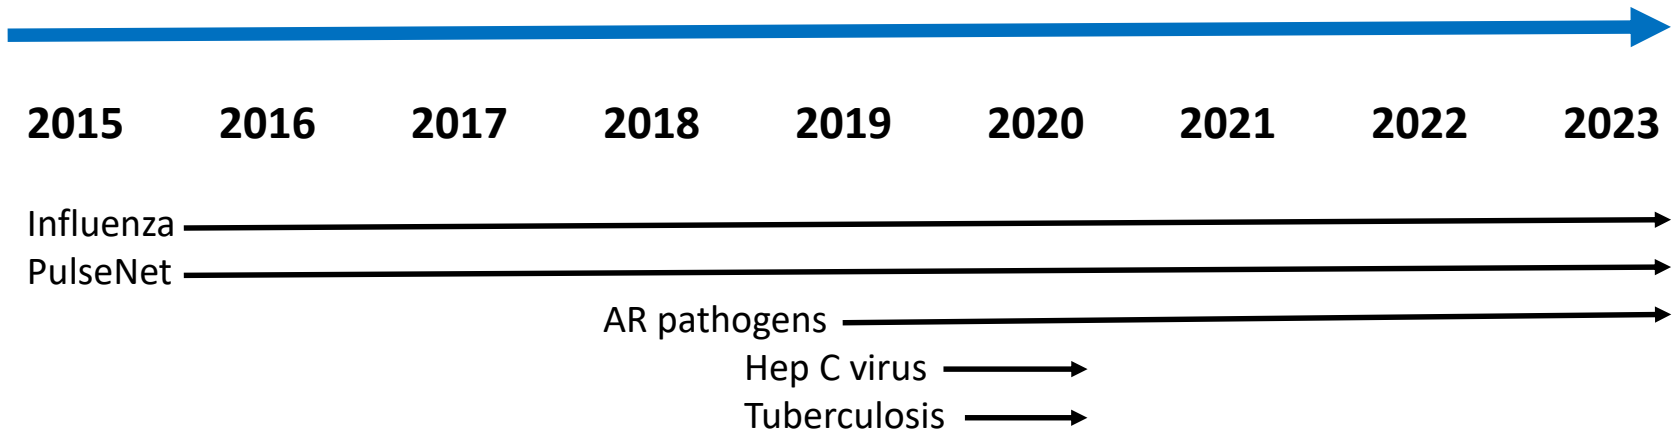 2015 2016 2017 2018 2019 2020 2021 2022 2023
Influenza
PulseNet
AR pathogens
Hep C virus
Tuberculosis